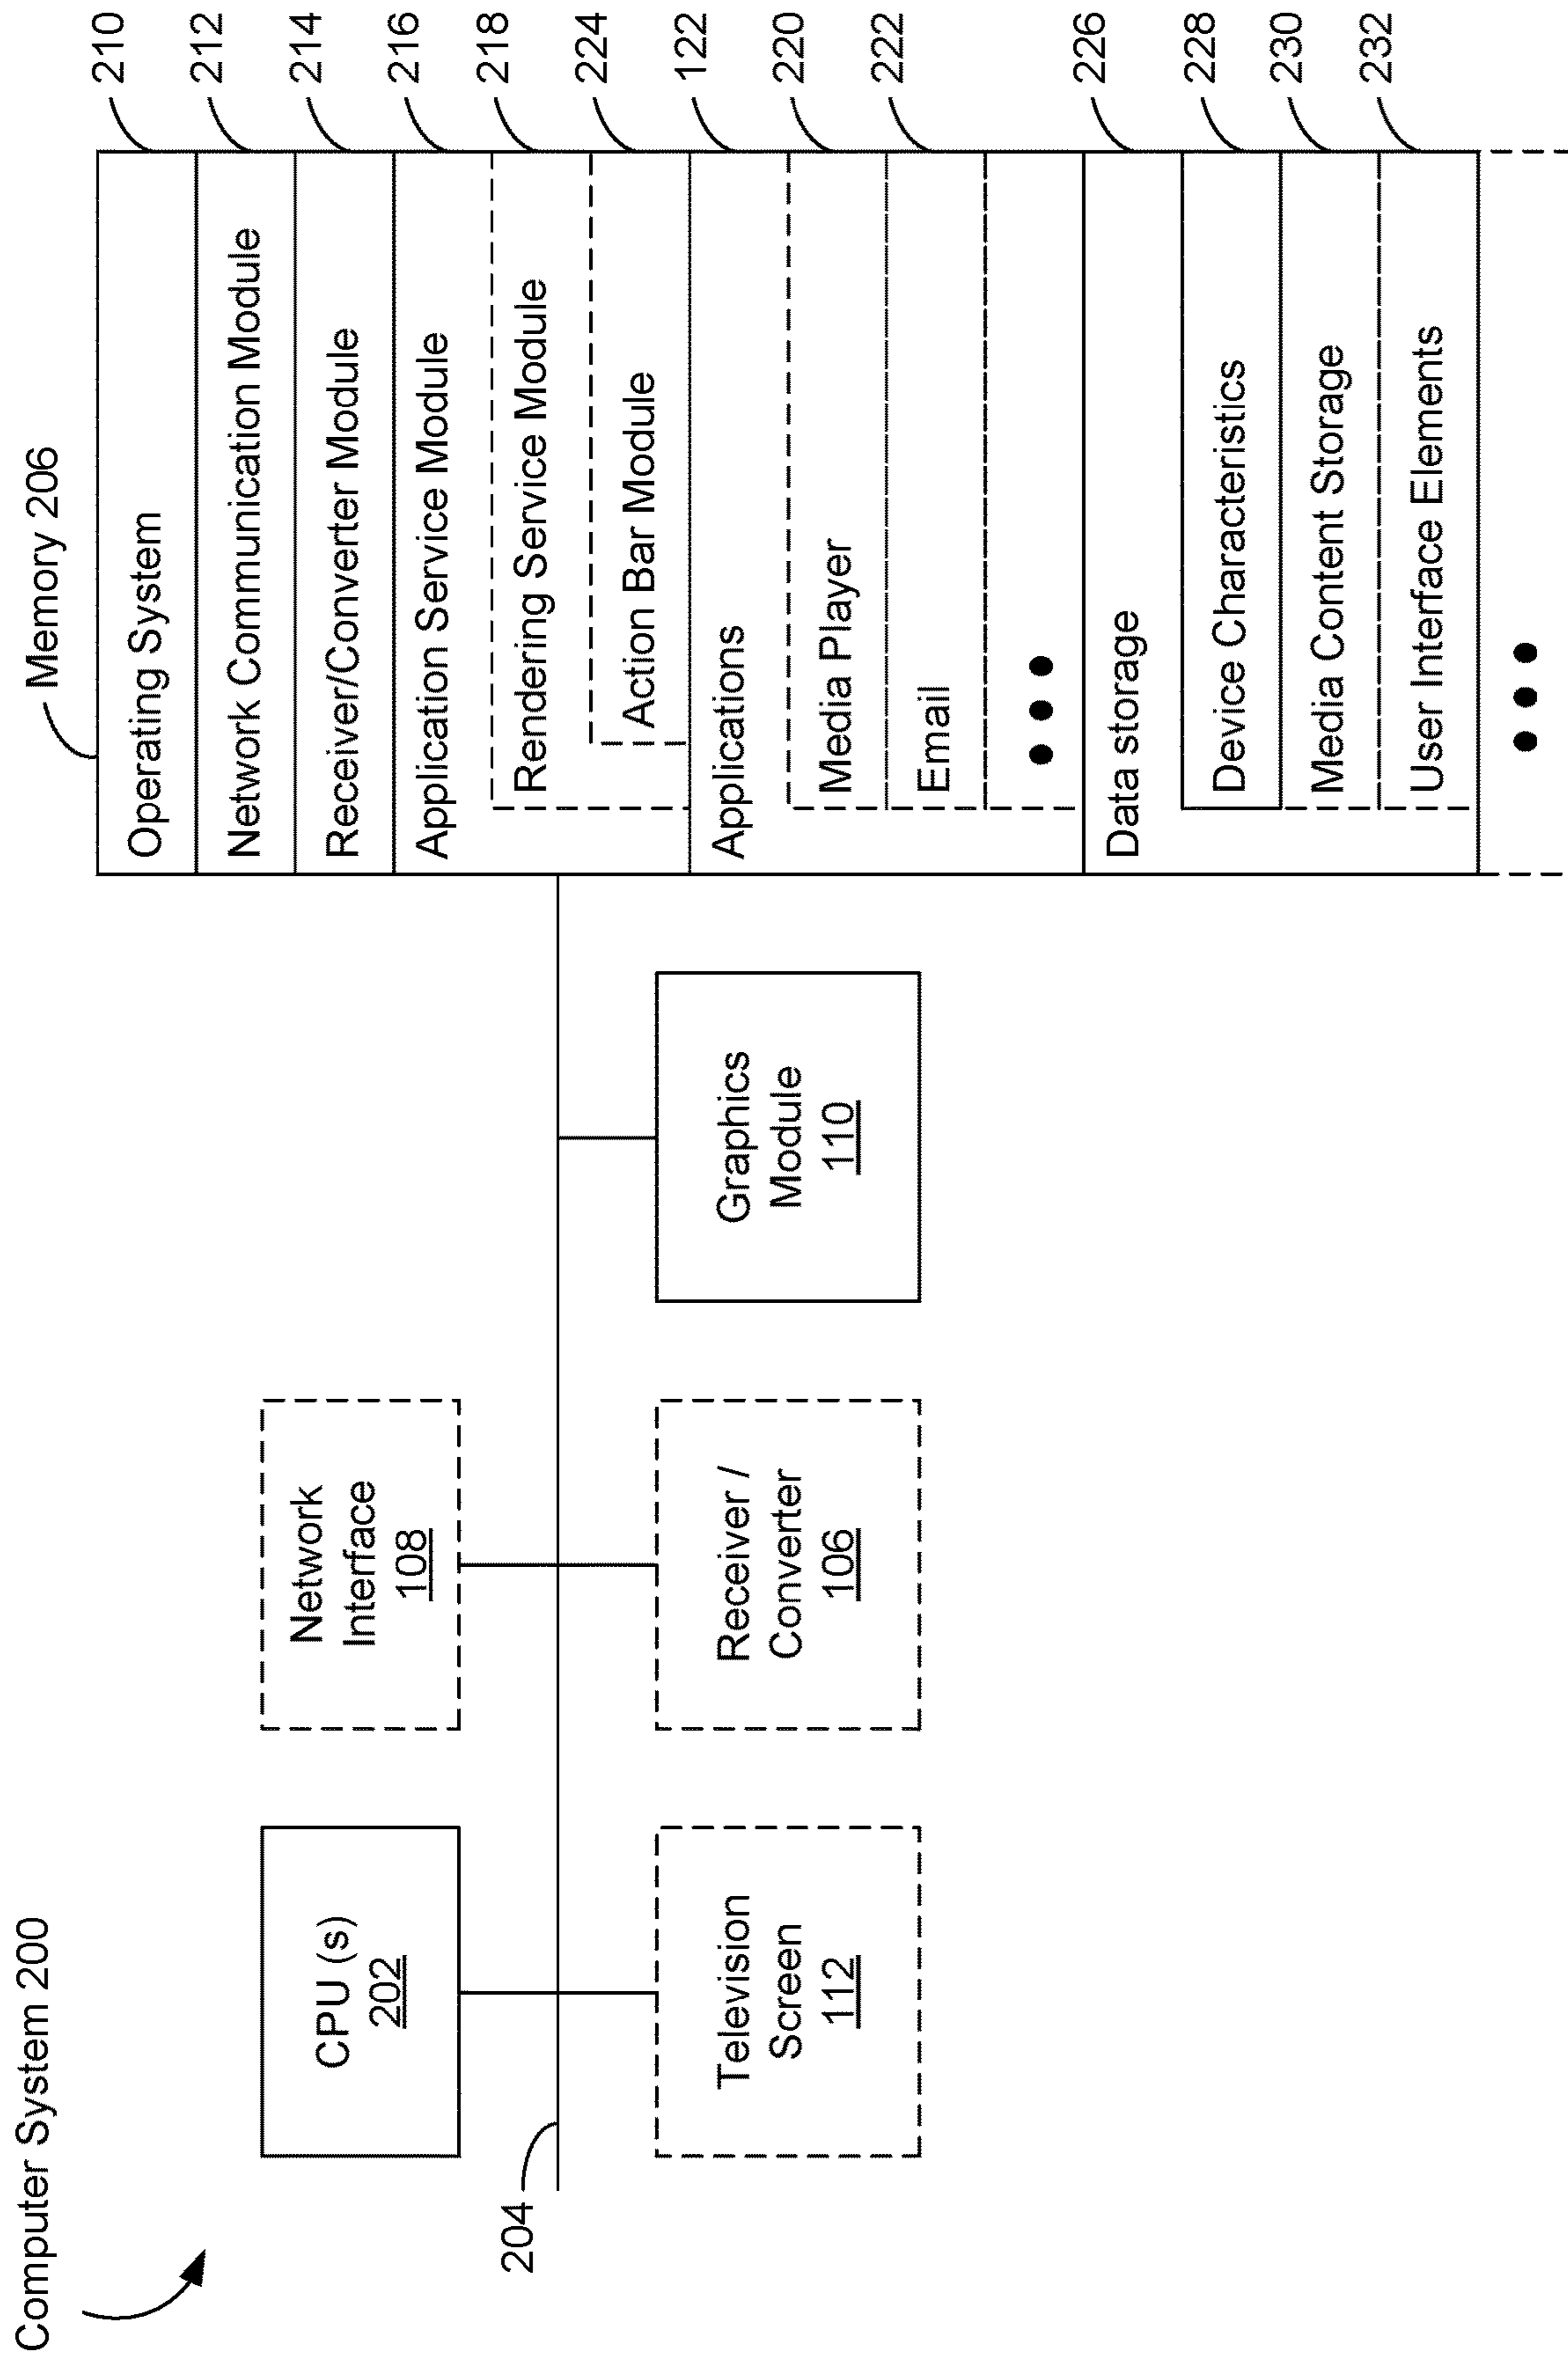 Computer System 200
CPU (s)
202
Network
Interface
108
204
Television
Screen
112
Receiver /
Converter
106
Graphics
Module
110
Memory 206
Operating System
210
Network Communication Module
212
Receiver/Converter Module
214
Application Service Module
216
Rendering Service Module
218
Action Bar Module
224
Applications
122
Media Player
220
Email
222
Data storage
226
Device Characteristics
228
Media Content Storage
230
User Interface Elements
232